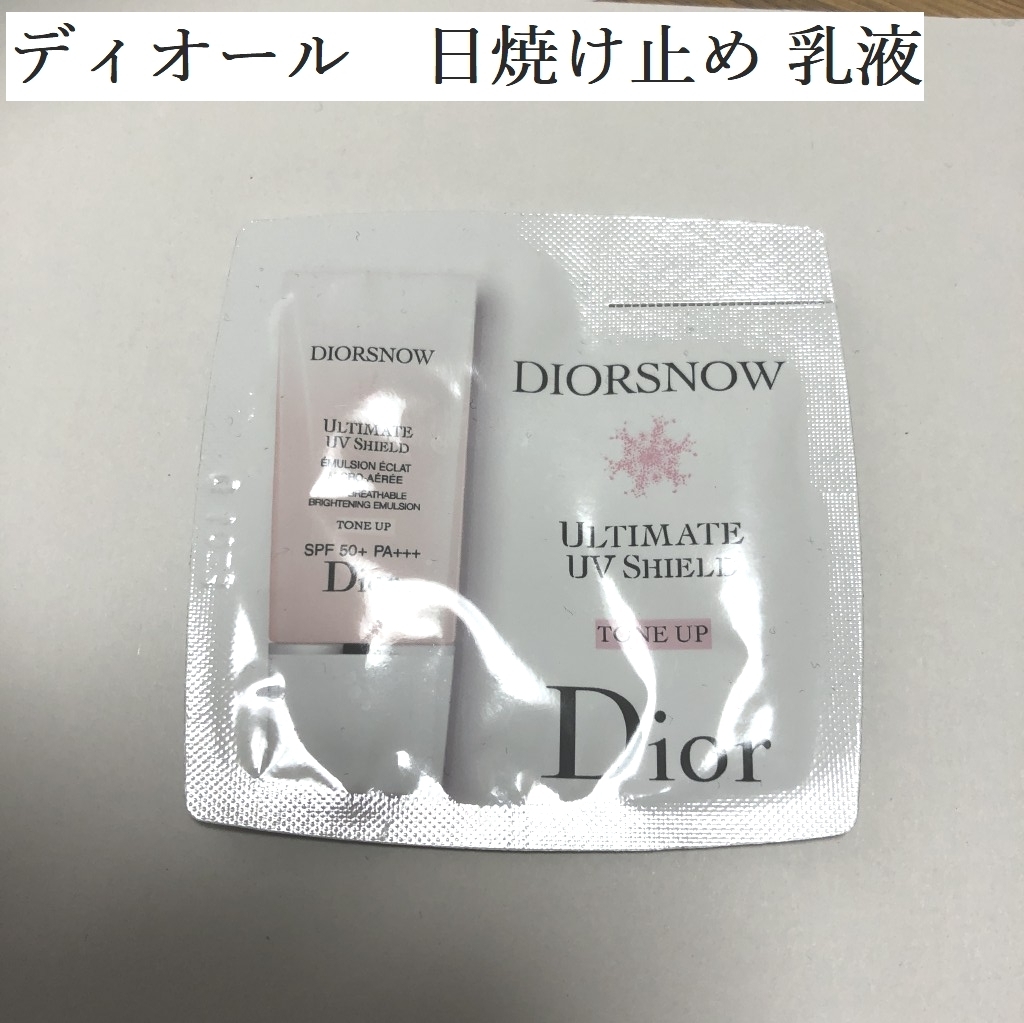 ディオール　日焼け止め 乳液
DIORSNOW
ULTIMATE
UV SHIELD
ÉMULSION ÉCLAT
BREATHABLE
BRIGHTENING EMULSION
TONE UP
SPF 50+ PA+++
Dior
DIORSNOW
ULTIMATE
UV SHIELD
TONE UP
Dior